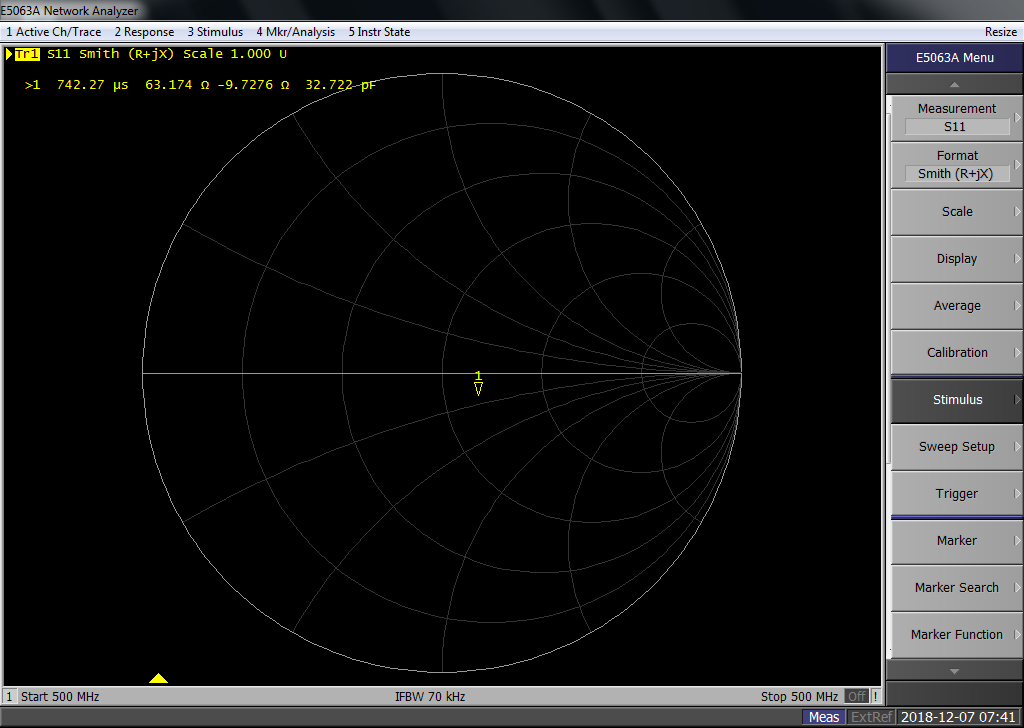 E5063A Network Analyzer
1 Active Ch/Trace 2 Response 3 Stimulus 4 Mkr/Analysis 5 Instr State Resize
Tr1 S11 Smith (R+jX) Scale 1.000 U
>1 742.27 µs 63.174 Ω -9.7276 Ω 32.722 pF
1
E5063A Menu
Measurement
S11
Format
Smith (R+jX)
Scale
Display
Average
Calibration
Stimulus
Sweep Setup
Trigger
Marker
Marker Search
Marker Function
1 Start 500 MHz IFBW 70 kHz Stop 500 MHz Off !
Meas ExtRef 2018-12-07 07:41